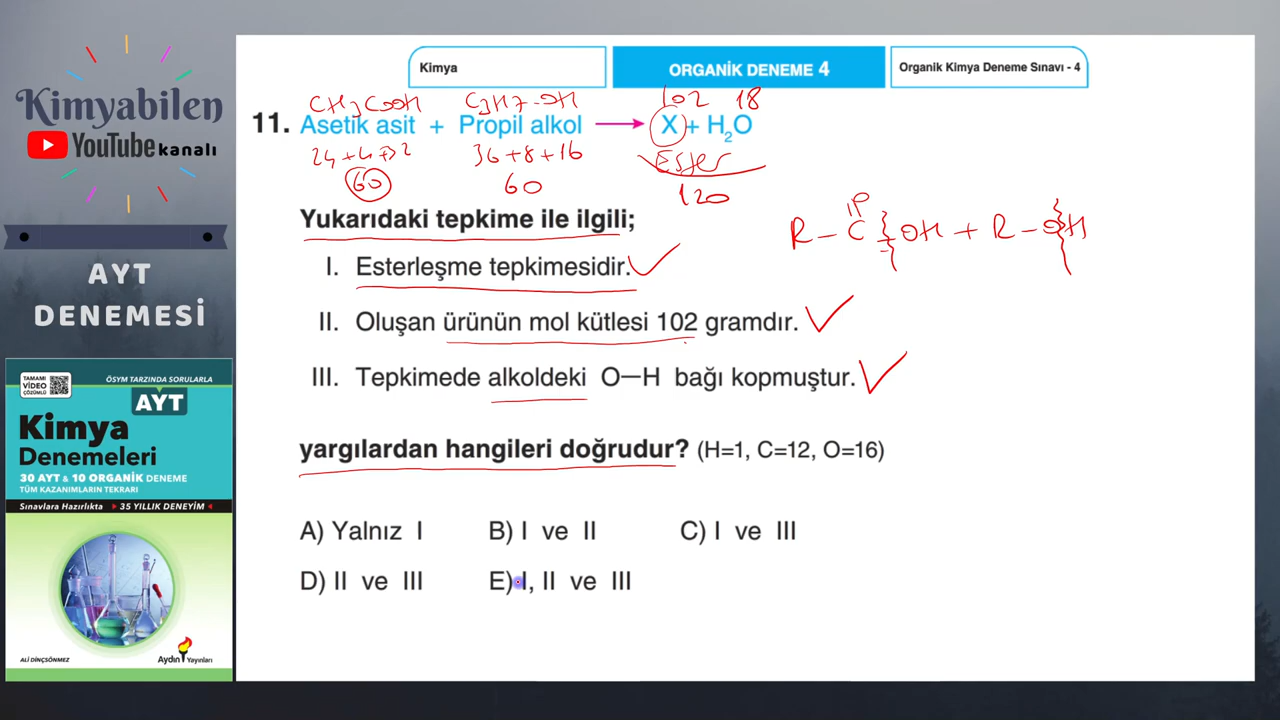 Kimyabilen
YouTube kanalı
AYT
DENEMESİ
TAMAMI
VİDEO
ÇÖZÜMLÜ
ÖSYM TARZINDA SORULARLA
AYT
Kimya
Denemeleri
30 AYT & 10 ORGANİK DENEME
TÜM KAZANIMLARIN TEKRARI
Sınavlara Hazırlıkta 35 YILLIK DENEYİM
ALİ DİNÇSÖNMEZ
Aydın Yayınları
Kimya
ORGANİK DENEME 4
Organik Kimya Deneme Sınavı - 4
CH3COOH C3H7-OH 102 18
11. Asetik asit + Propil alkol → X + H2O
24+4+32 36+8+16 Ester
60 60 120
Yukarıdaki tepkime ile ilgili;
R - C - OH + R - OH
I. Esterleşme tepkimesidir.
II. Oluşan ürünün mol kütlesi 102 gramdır.
III. Tepkimede alkoldeki O—H bağı kopmuştur.
yargılardan hangileri doğrudur? (H=1, C=12, O=16)
A) Yalnız I B) I ve II C) I ve III
D) II ve III E) I, II ve III